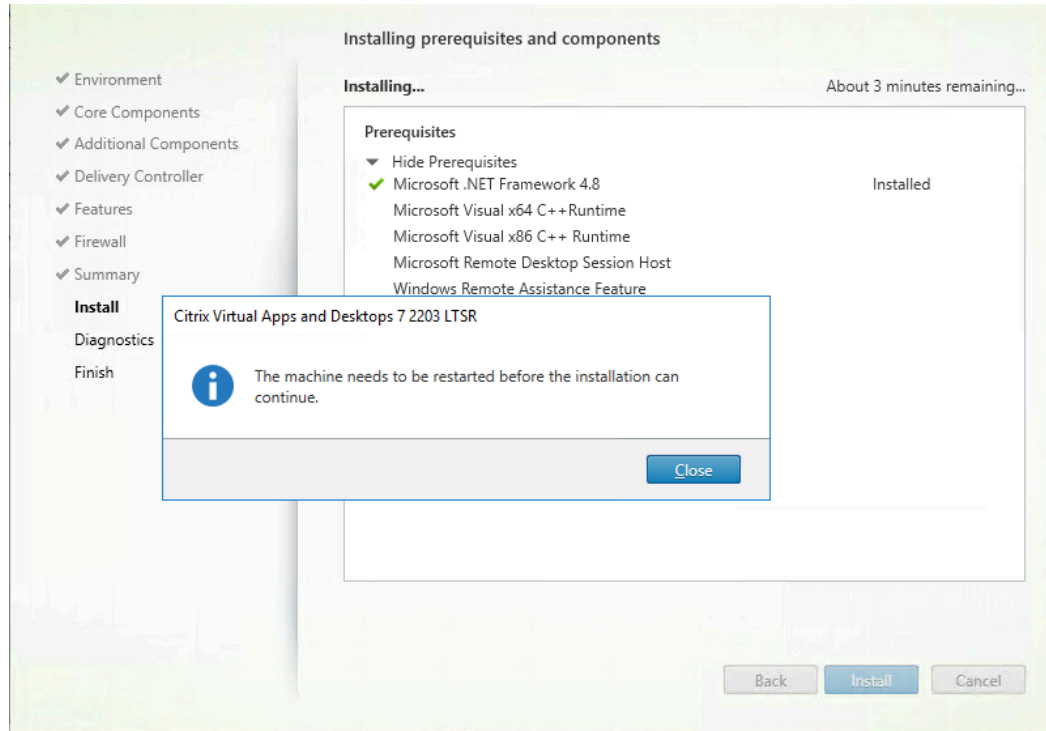 Installing prerequisites and components
Environment
Core Components
Additional Components
Delivery Controller
Features
Firewall
Summary
Install
Diagnostics
Finish
Installing...
About 3 minutes remaining...
Prerequisites
Hide Prerequisites
Microsoft .NET Framework 4.8
Installed
Microsoft Visual x64 C++Runtime
Microsoft Visual x86 C++ Runtime
Microsoft Remote Desktop Session Host
Windows Remote Assistance Feature
Citrix Virtual Apps and Desktops 7 2203 LTSR
The machine needs to be restarted before the installation can
continue.
Close
Back
Install
Cancel